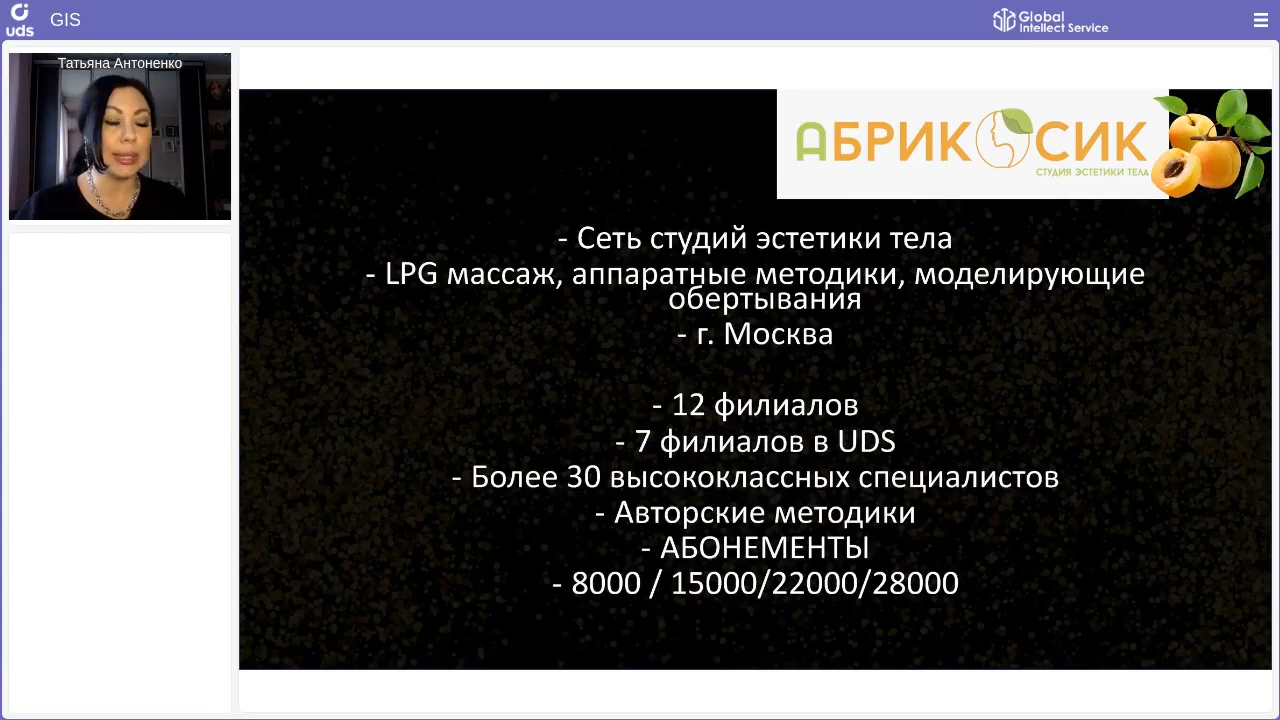 uds
GIS
Global
Intellect Service
Татьяна Антоненко
АБРИКОСИК
СТУДИЯ ЭСТЕТИКИ ТЕЛА
- Сеть студий эстетики тела
- LPG массаж, аппаратные методики, моделирующие
обертывания
- г. Москва
- 12 филиалов
- 7 филиалов в UDS
- Более 30 высококлассных специалистов
- Авторские методики
- АБОНЕМЕНТЫ
- 8000 / 15000/22000/28000